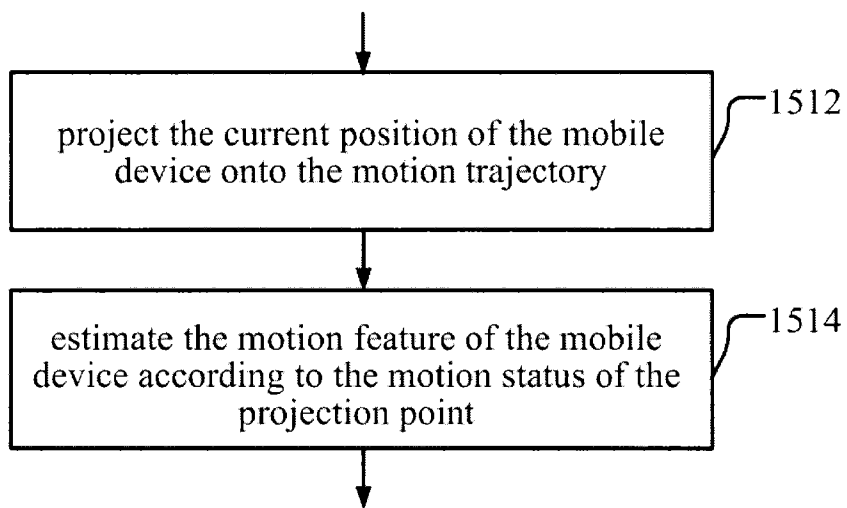 project the current position of the mobile
device onto the motion trajectory
1512
estimate the motion feature of the mobile
device according to the motion status of the
projection point
1514